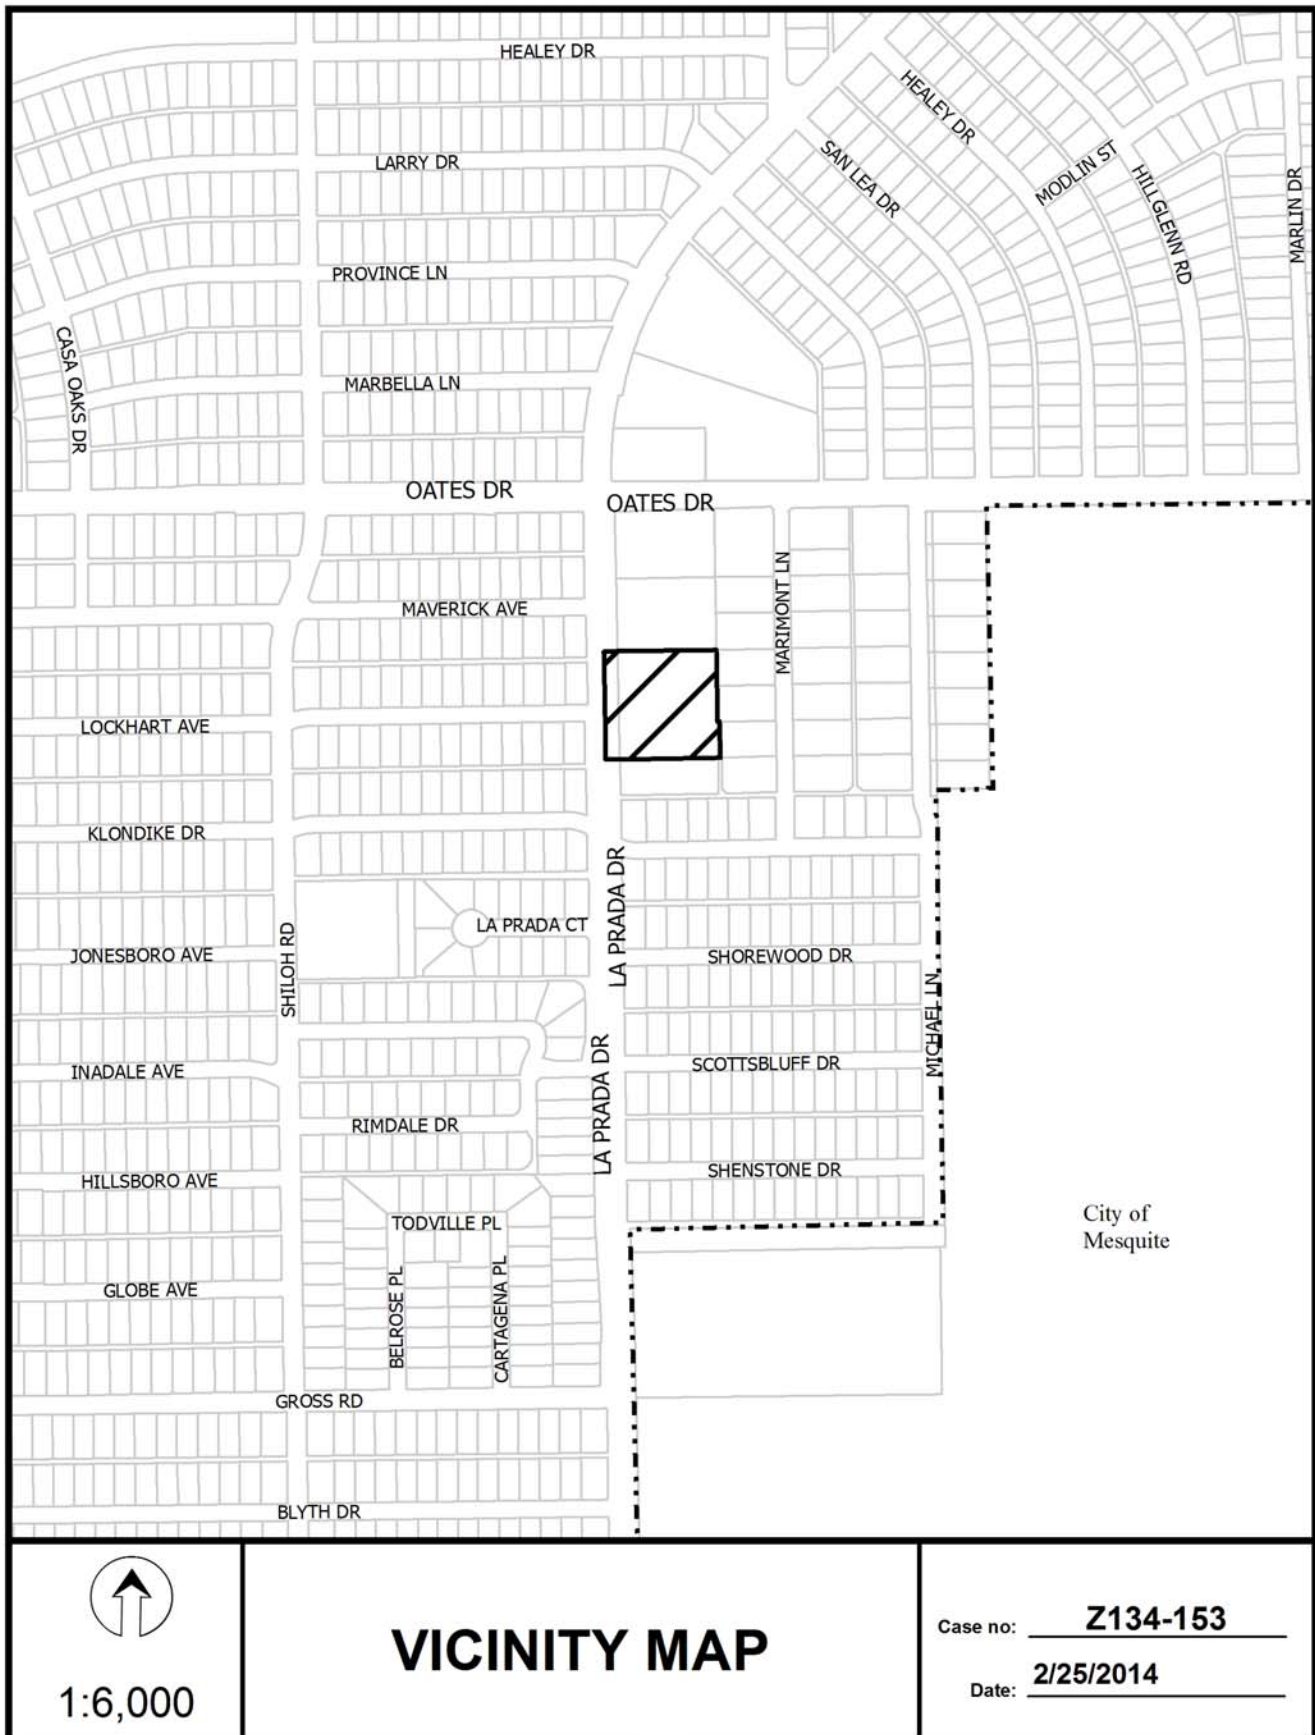 HEALEY DR
HEALEY DR
LARRY DR
SAN LEA DR
MODLIN ST
HILLGLENN RD
MARLIN DR
PROVINCE LN
CASA OAKS DR
MARBELLA LN
OATES DR
OATES DR
MARIMONT LN
MAVERICK AVE
LOCKHART AVE
KLONDIKE DR
LA PRADA DR
LA PRADA CT
SHILOH RD
JONESBORO AVE
SHOREWOOD DR
MICHAEL LN
LA PRADA DR
INADALE AVE
SCOTTSBLUFF DR
RIMDALE DR
HILLSBORO AVE
SHENSTONE DR
TODVILLE PL
City of
Mesquite
BELROSE PL
CARTAGENA PL
GLOBE AVE
GROSS RD
BLYTH DR
1:6,000
VICINITY MAP
Case no: Z134-153
Date: 2/25/2014